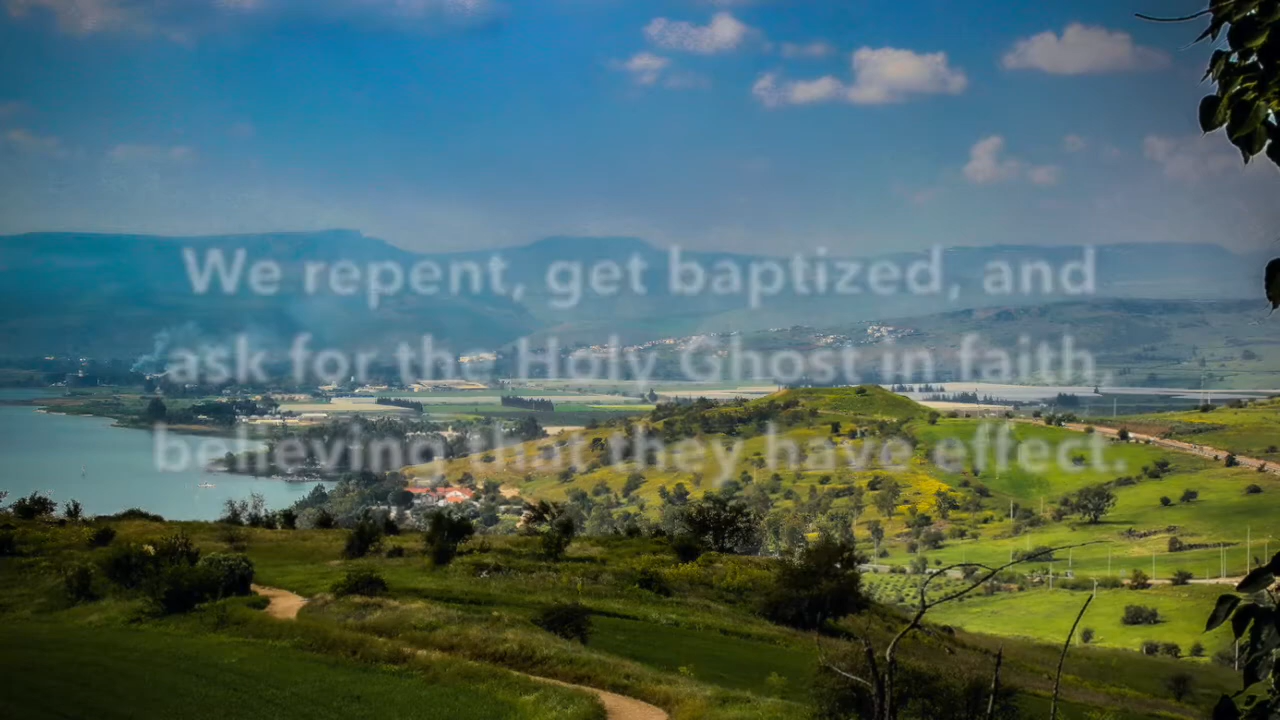 We repent, get baptized, and
ask for the Holy Ghost in faith
believing that they have effect.